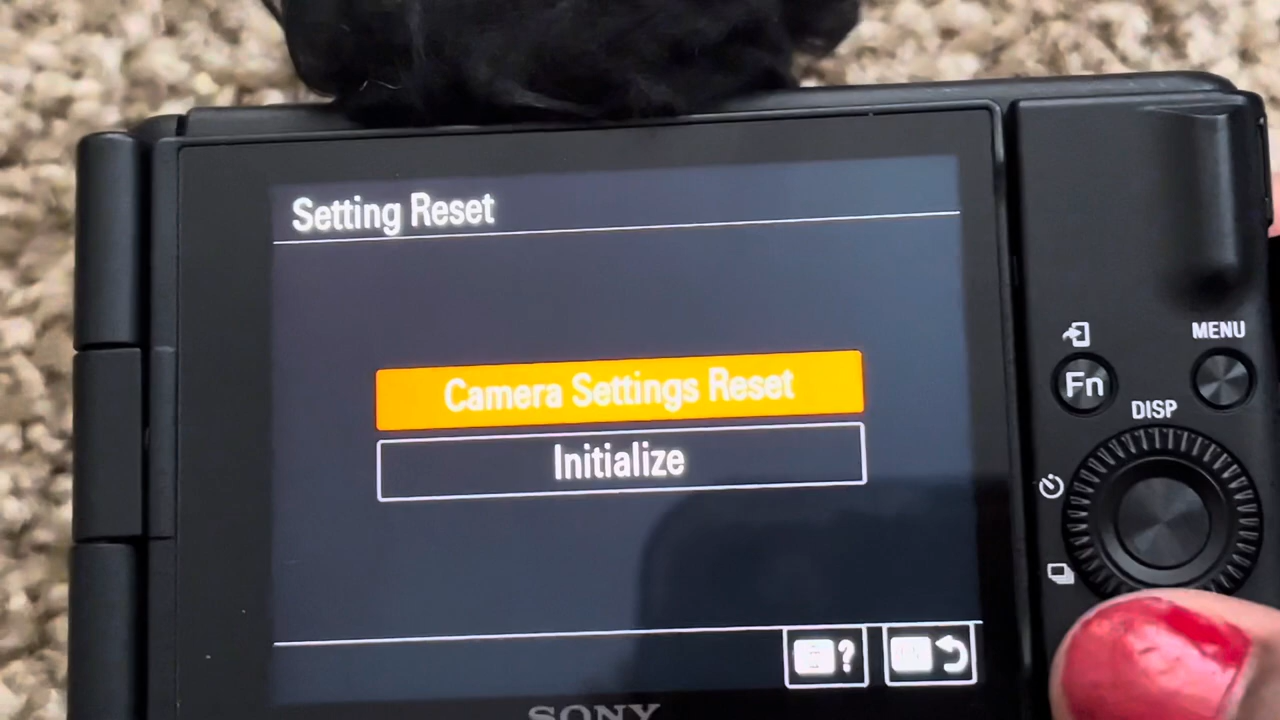 Setting Reset
Camera Settings Reset
Initialize
?
MENU
Fn
DISP
SONY